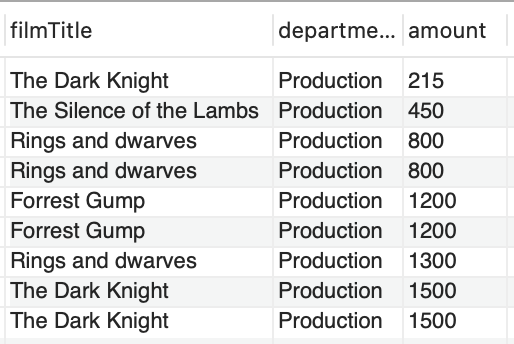 filmTitle departme... amount
The Dark Knight Production 215
The Silence of the Lambs Production 450
Rings and dwarves Production 800
Rings and dwarves Production 800
Forrest Gump Production 1200
Forrest Gump Production 1200
Rings and dwarves Production 1300
The Dark Knight Production 1500
The Dark Knight Production 1500